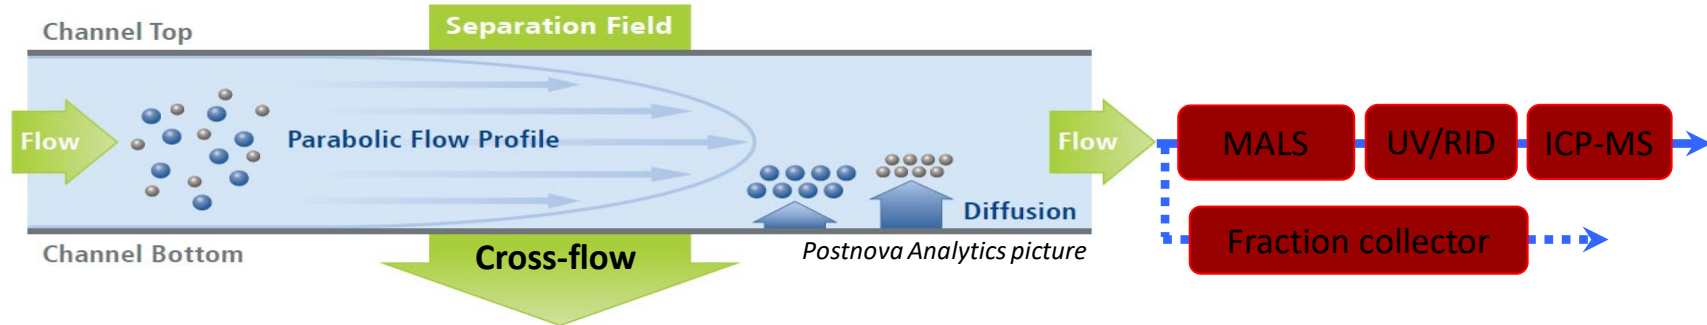 Channel Top
Separation Field
Flow
Parabolic Flow Profile
Diffusion
Flow
MALS
UV/RID
ICP-MS
Fraction collector
Channel Bottom
Cross-flow
Postnova Analytics picture